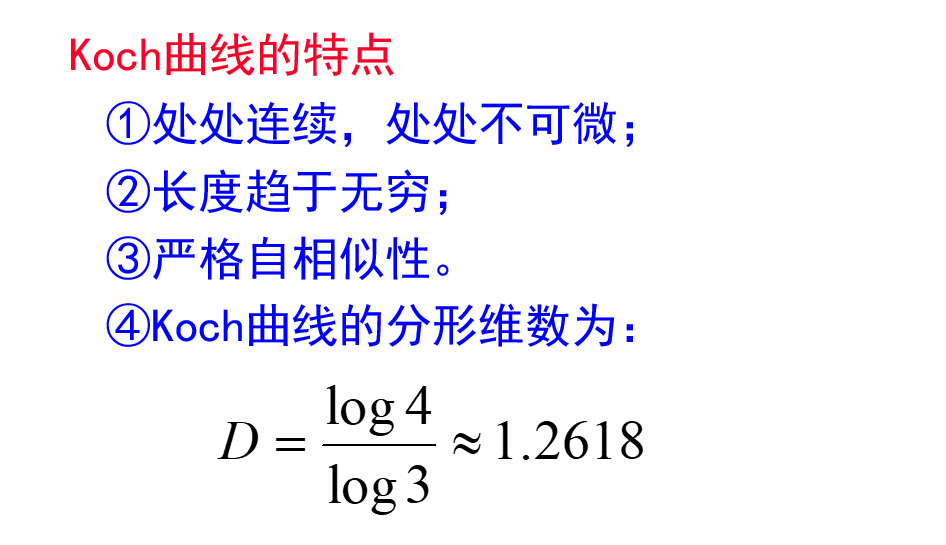 Koch曲线的特点
①处处连续，处处不可微；
②长度趋于无穷；
③严格自相似性。
④Koch曲线的分形维数为：
D = log 4 / log 3 ≈ 1.2618